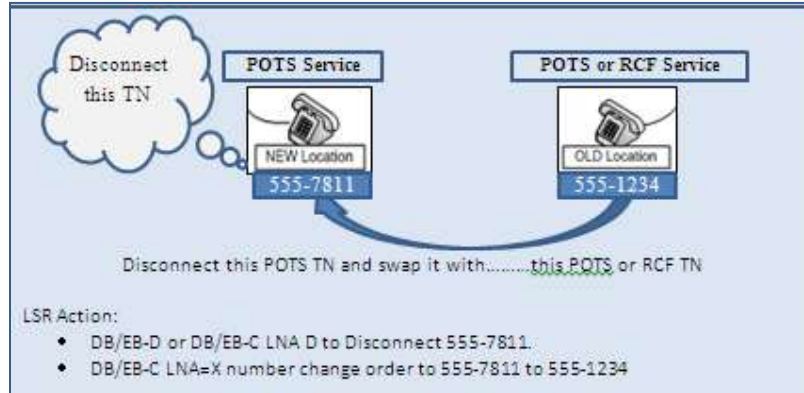 Disconnect
this TN
POTS Service
POTS or RCF Service
NEW Location
OLD Location
555-7811
555-1234
Disconnect this POTS TN and swap it with.........this POTS or RCF TN
LSR Action:
• DB/EB-D or DB/EB-C LNA D to Disconnect 555-7811.
• DB/EB-C LNA=X number change order to 555-7811 to 555-1234